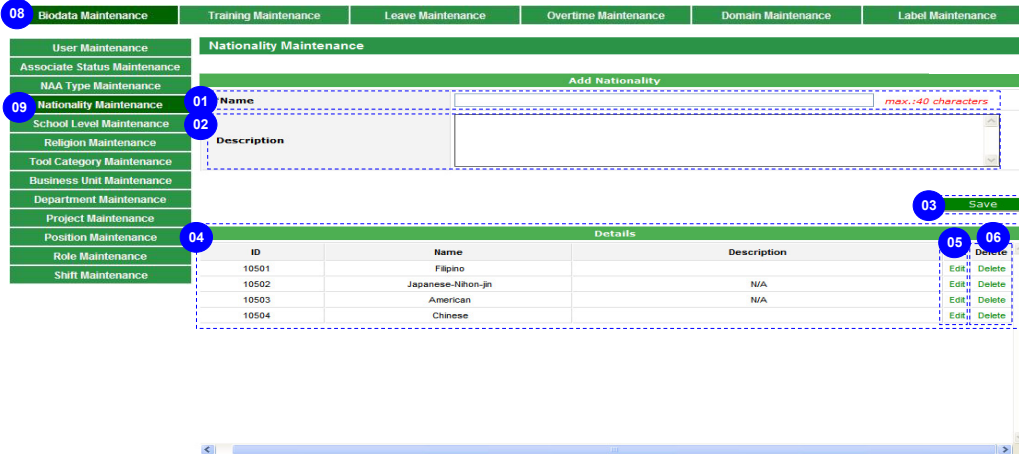 08 Biodata Maintenance Training Maintenance Leave Maintenance Overtime Maintenance Domain Maintenance Label Maintenance
User Maintenance
Associate Status Maintenance
NAA Type Maintenance
09 Nationality Maintenance
School Level Maintenance
Religion Maintenance
Tool Category Maintenance
Business Unit Maintenance
Department Maintenance
Project Maintenance
Position Maintenance
Role Maintenance
Shift Maintenance
Nationality Maintenance
Add Nationality
01 Name max.:40 characters
02
Description
03 Save
04 Details
05 06
ID Name Description Delete
10501 Filipino Edit Delete
10502 Japanese-Nihon-jin N/A Edit Delete
10503 American N/A Edit Delete
10504 Chinese Edit Delete